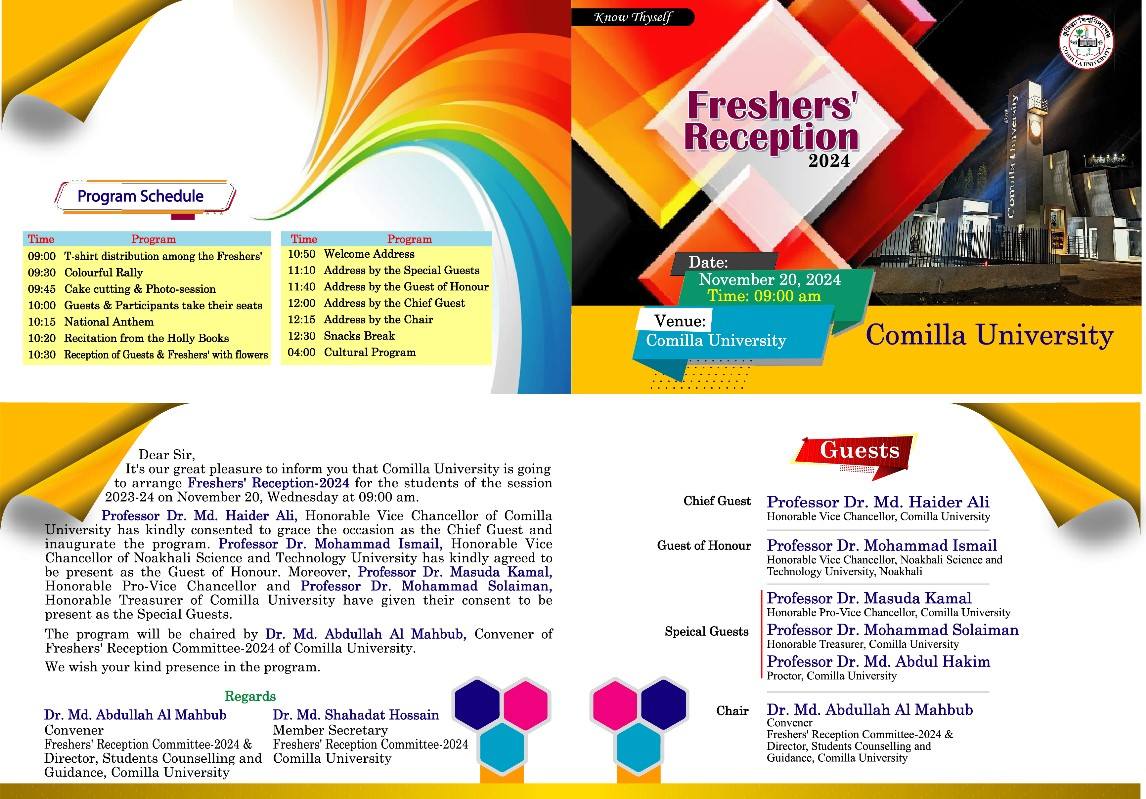 Know Thyself
COMILLA UNIVERSITY
Comilla University
Freshers'
Reception
2024
Date:
November 20, 2024
Time: 09:00 am
Venue:
Comilla University
Comilla University
Program Schedule
Time Program
09:00 T-shirt distribution among the Freshers'
09:30 Colourful Rally
09:45 Cake cutting & Photo-session
10:00 Guests & Participants take their seats
10:15 National Anthem
10:20 Recitation from the Holly Books
10:30 Reception of Guests & Freshers' with flowers
Time Program
10:50 Welcome Address
11:10 Address by the Special Guests
11:40 Address by the Guest of Honour
12:00 Address by the Chief Guest
12:15 Address by the Chair
12:30 Snacks Break
04:00 Cultural Program
Dear Sir,
It's our great pleasure to inform you that Comilla University is going
to arrange Freshers' Reception-2024 for the students of the session
2023-24 on November 20, Wednesday at 09:00 am.
Professor Dr. Md. Haider Ali, Honorable Vice Chancellor of Comilla
University has kindly consented to grace the occasion as the Chief Guest and
inaugurate the program. Professor Dr. Mohammad Ismail, Honorable Vice
Chancellor of Noakhali Science and Technology University has kindly agreed to
be present as the Guest of Honour. Moreover, Professor Dr. Masuda Kamal,
Honorable Pro-Vice Chancellor and Professor Dr. Mohammad Solaiman,
Honorable Treasurer of Comilla University have given their consent to be
present as the Special Guests.
The program will be chaired by Dr. Md. Abdullah Al Mahbub, Convener of
Freshers' Reception Committee-2024 of Comilla University.
We wish your kind presence in the program.
Regards
Dr. Md. Abdullah Al Mahbub
Convener
Freshers' Reception Committee-2024 &
Director, Students Counselling and
Guidance, Comilla University
Dr. Md. Shahadat Hossain
Member Secretary
Freshers' Reception Committee-2024
Comilla University
Guests
Chief Guest Professor Dr. Md. Haider Ali
Honorable Vice Chancellor, Comilla University
Guest of Honour Professor Dr. Mohammad Ismail
Honorable Vice Chancellor, Noakhali Science and
Technology University, Noakhali
Professor Dr. Masuda Kamal
Honorable Pro-Vice Chancellor, Comilla University
Speical Guests Professor Dr. Mohammad Solaiman
Honorable Treasurer, Comilla University
Professor Dr. Md. Abdul Hakim
Proctor, Comilla University
Chair Dr. Md. Abdullah Al Mahbub
Convener
Freshers' Reception Committee-2024 &
Director, Students Counselling and
Guidance, Comilla University